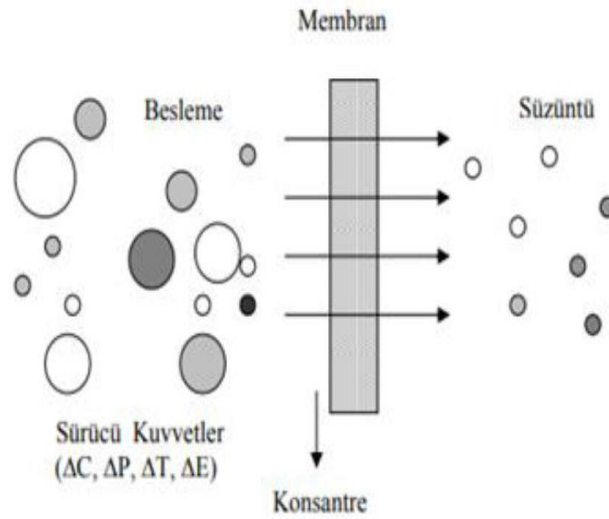 Membran
Besleme
Süzüntü
Sürücü Kuvvetler
(ΔC, ΔP, ΔT, ΔE)
Konsantre